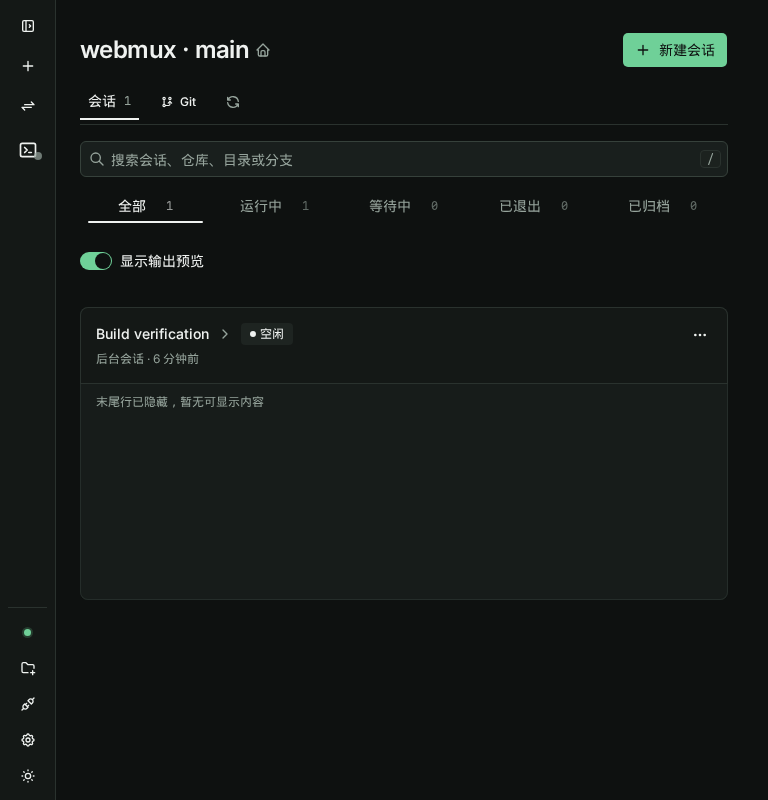 webmux · main
新建会话
会话 1 Git
搜索会话、仓库、目录或分支 /
全部 1 运行中 1 等待中 0 已退出 0 已归档 0
显示输出预览
Build verification 空闲
后台会话 · 6 分钟前
末尾行已隐藏，暂无可显示内容